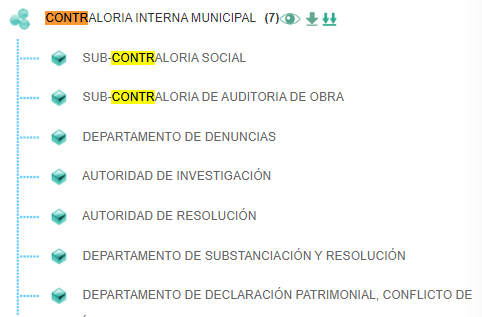 CONTRALORIA INTERNA MUNICIPAL (7)
SUB-CONTRALORIA SOCIAL
SUB-CONTRALORIA DE AUDITORIA DE OBRA
DEPARTAMENTO DE DENUNCIAS
AUTORIDAD DE INVESTIGACIÓN
AUTORIDAD DE RESOLUCIÓN
DEPARTAMENTO DE SUBSTANCIACIÓN Y RESOLUCIÓN
DEPARTAMENTO DE DECLARACIÓN PATRIMONIAL, CONFLICTO DE